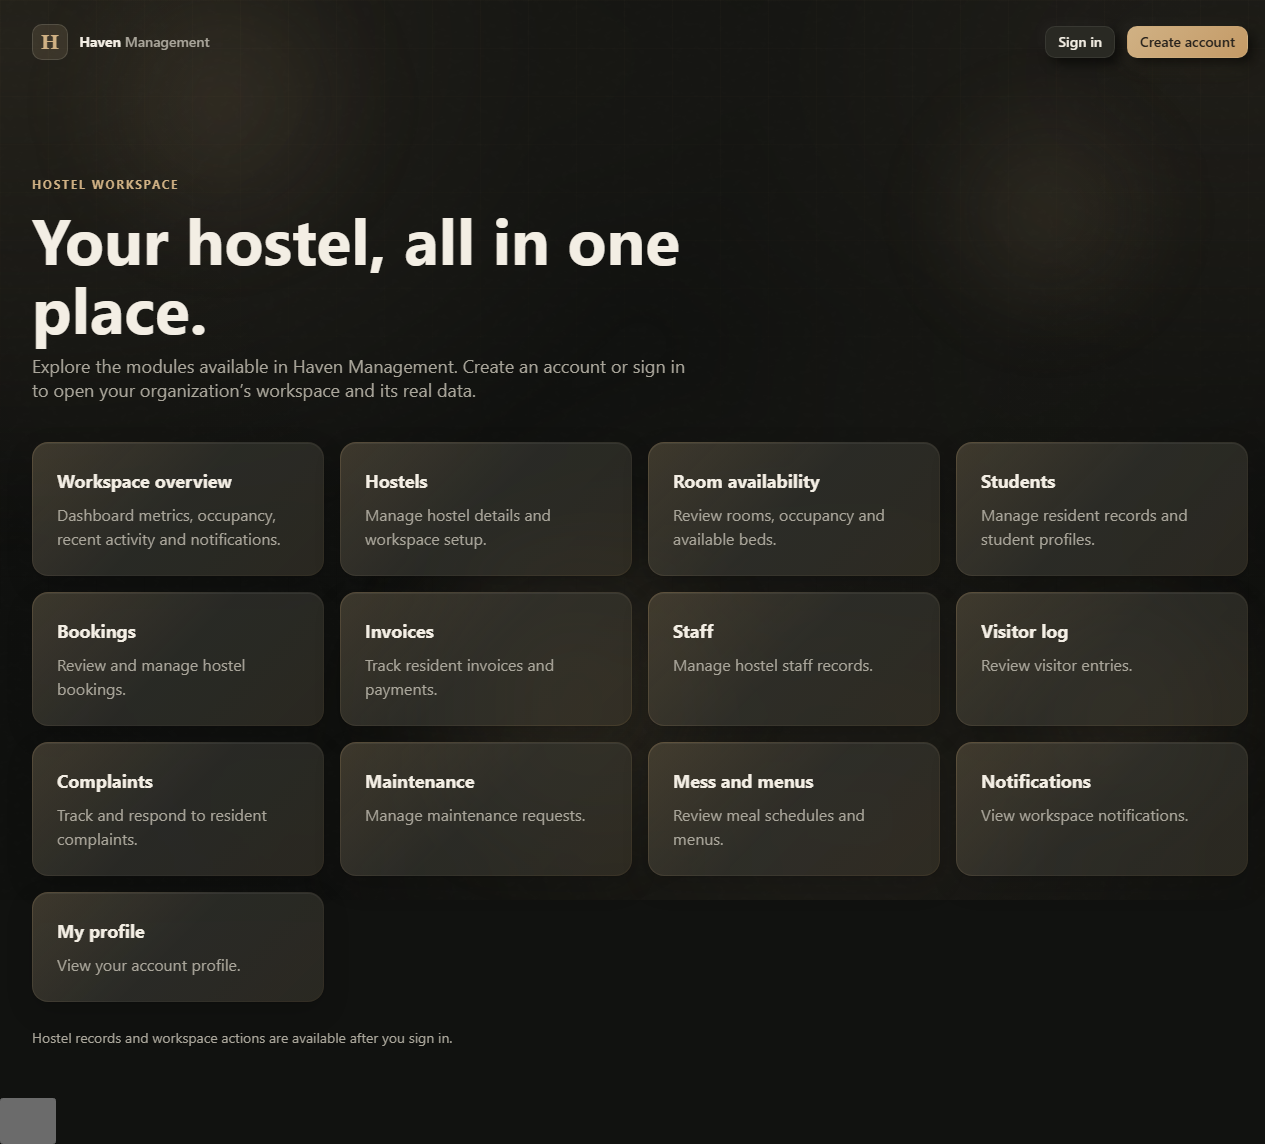 H Haven Management
Sign in
Create account
HOSTEL WORKSPACE
Your hostel, all in one
place.
Explore the modules available in Haven Management. Create an account or sign in
to open your organization’s workspace and its real data.
Workspace overview
Dashboard metrics, occupancy,
recent activity and notifications.
Hostels
Manage hostel details and
workspace setup.
Room availability
Review rooms, occupancy and
available beds.
Students
Manage resident records and
student profiles.
Bookings
Review and manage hostel
bookings.
Invoices
Track resident invoices and
payments.
Staff
Manage hostel staff records.
Visitor log
Review visitor entries.
Complaints
Track and respond to resident
complaints.
Maintenance
Manage maintenance requests.
Mess and menus
Review meal schedules and
menus.
Notifications
View workspace notifications.
My profile
View your account profile.
Hostel records and workspace actions are available after you sign in.